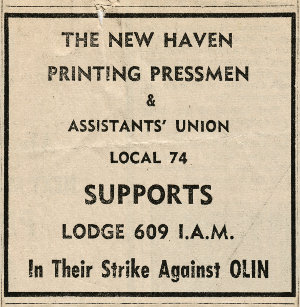 THE NEW HAVEN
PRINTING PRESSMEN
&
ASSISTANTS' UNION
LOCAL 74
SUPPORTS
LODGE 609 I.A.M.
In Their Strike Against OLIN